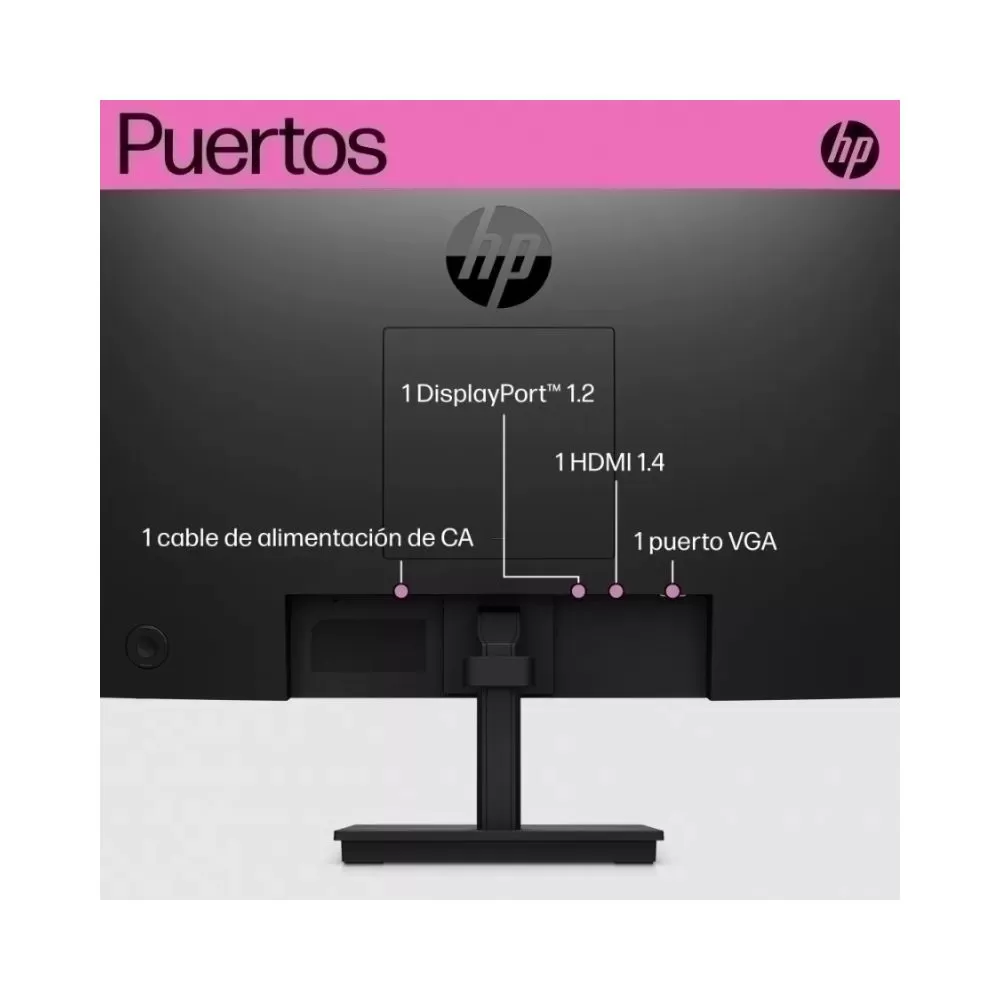 Puertos
hp
hp
1 DisplayPort™ 1.2
1 HDMI 1.4
1 cable de alimentación de CA
1 puerto VGA